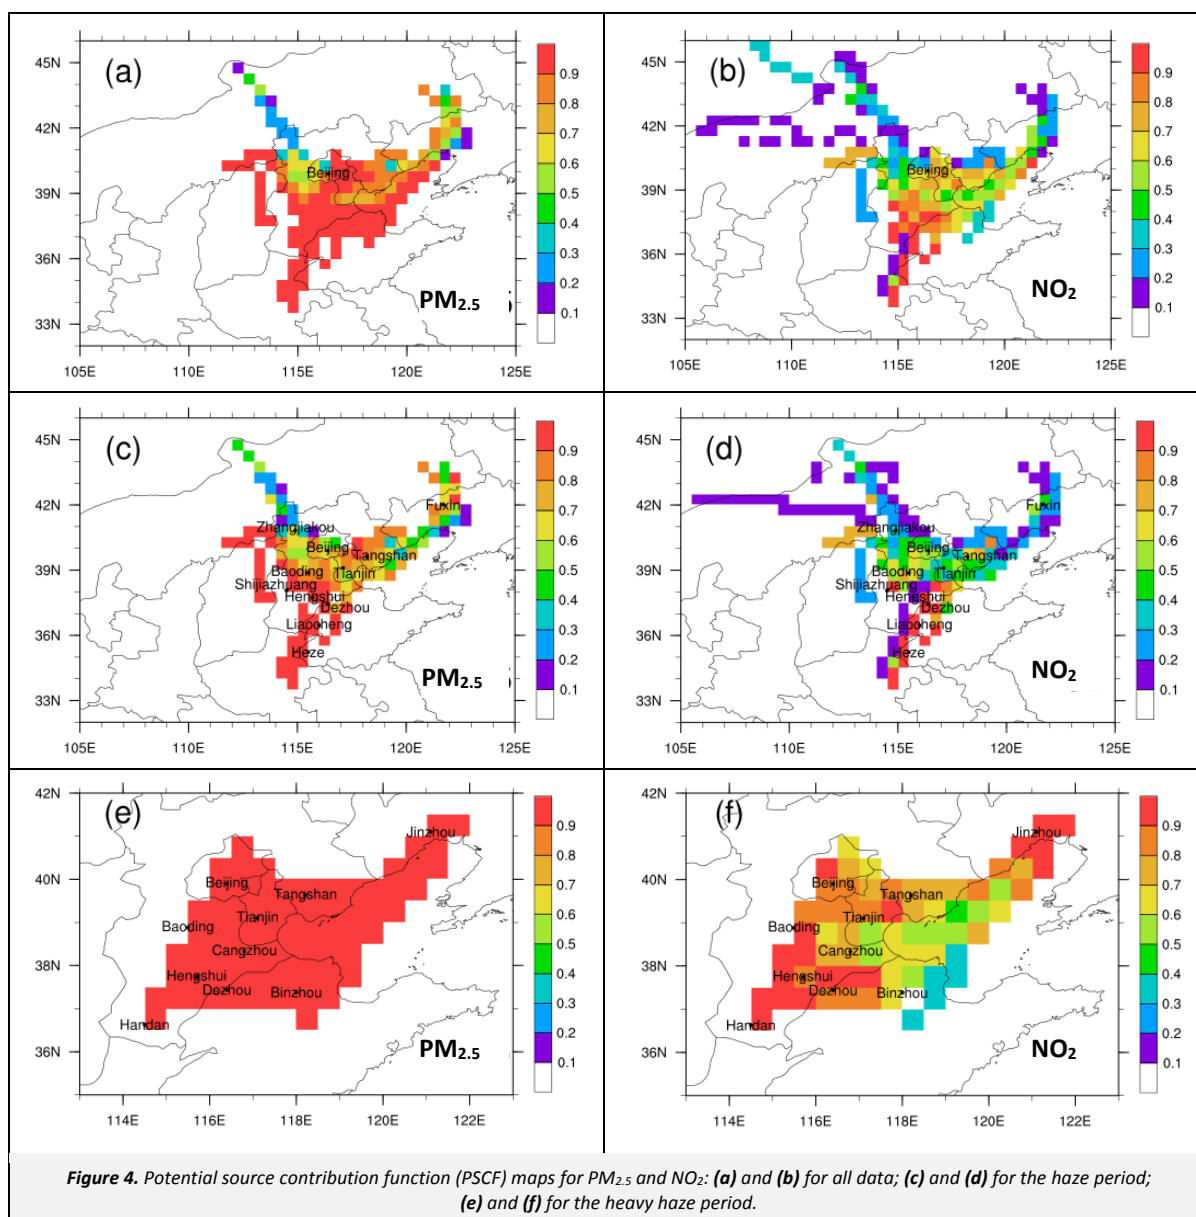 (a)
45N
42N
39N
36N
33N
105E 110E 115E 120E 125E
Beijing
PM2.5
0.9
0.8
0.7
0.6
0.5
0.4
0.3
0.2
0.1
(b)
45N
42N
39N
36N
33N
105E 110E 115E 120E 125E
Beijing
NO2
0.9
0.8
0.7
0.6
0.5
0.4
0.3
0.2
0.1
(c)
45N
42N
39N
36N
33N
105E 110E 115E 120E 125E
Fuxin
Zhangjiakou
Beijing
Tangshan
Baoding
Tianjin
Shijiazhuang
Hengshui
Dezhou
Liaocheng
Heze
PM2.5
0.9
0.8
0.7
0.6
0.5
0.4
0.3
0.2
0.1
(d)
45N
42N
39N
36N
33N
105E 110E 115E 120E 125E
Fuxin
Zhangjiakou
Beijing
Tangshan
Baoding
Tianjin
Shijiazhuang
Hengshui
Dezhou
Liaocheng
Heze
NO2
0.9
0.8
0.7
0.6
0.5
0.4
0.3
0.2
0.1
(e)
42N
40N
38N
36N
114E 116E 118E 120E 122E
Jinzhou
Beijing
Tangshan
Tianjin
Baoding
Cangzhou
Hengshui
Dezhou
Binzhou
Handan
PM2.5
0.9
0.8
0.7
0.6
0.5
0.4
0.3
0.2
0.1
(f)
42N
40N
38N
36N
114E 116E 118E 120E 122E
Jinzhou
Beijing
Tangshan
Tianjin
Baoding
Cangzhou
Hengshui
Dezhou
Binzhou
Handan
NO2
0.9
0.8
0.7
0.6
0.5
0.4
0.3
0.2
0.1
Figure 4. Potential source contribution function (PSCF) maps for PM2.5 and NO2: (a) and (b) for all data; (c) and (d) for the haze period;
(e) and (f) for the heavy haze period.